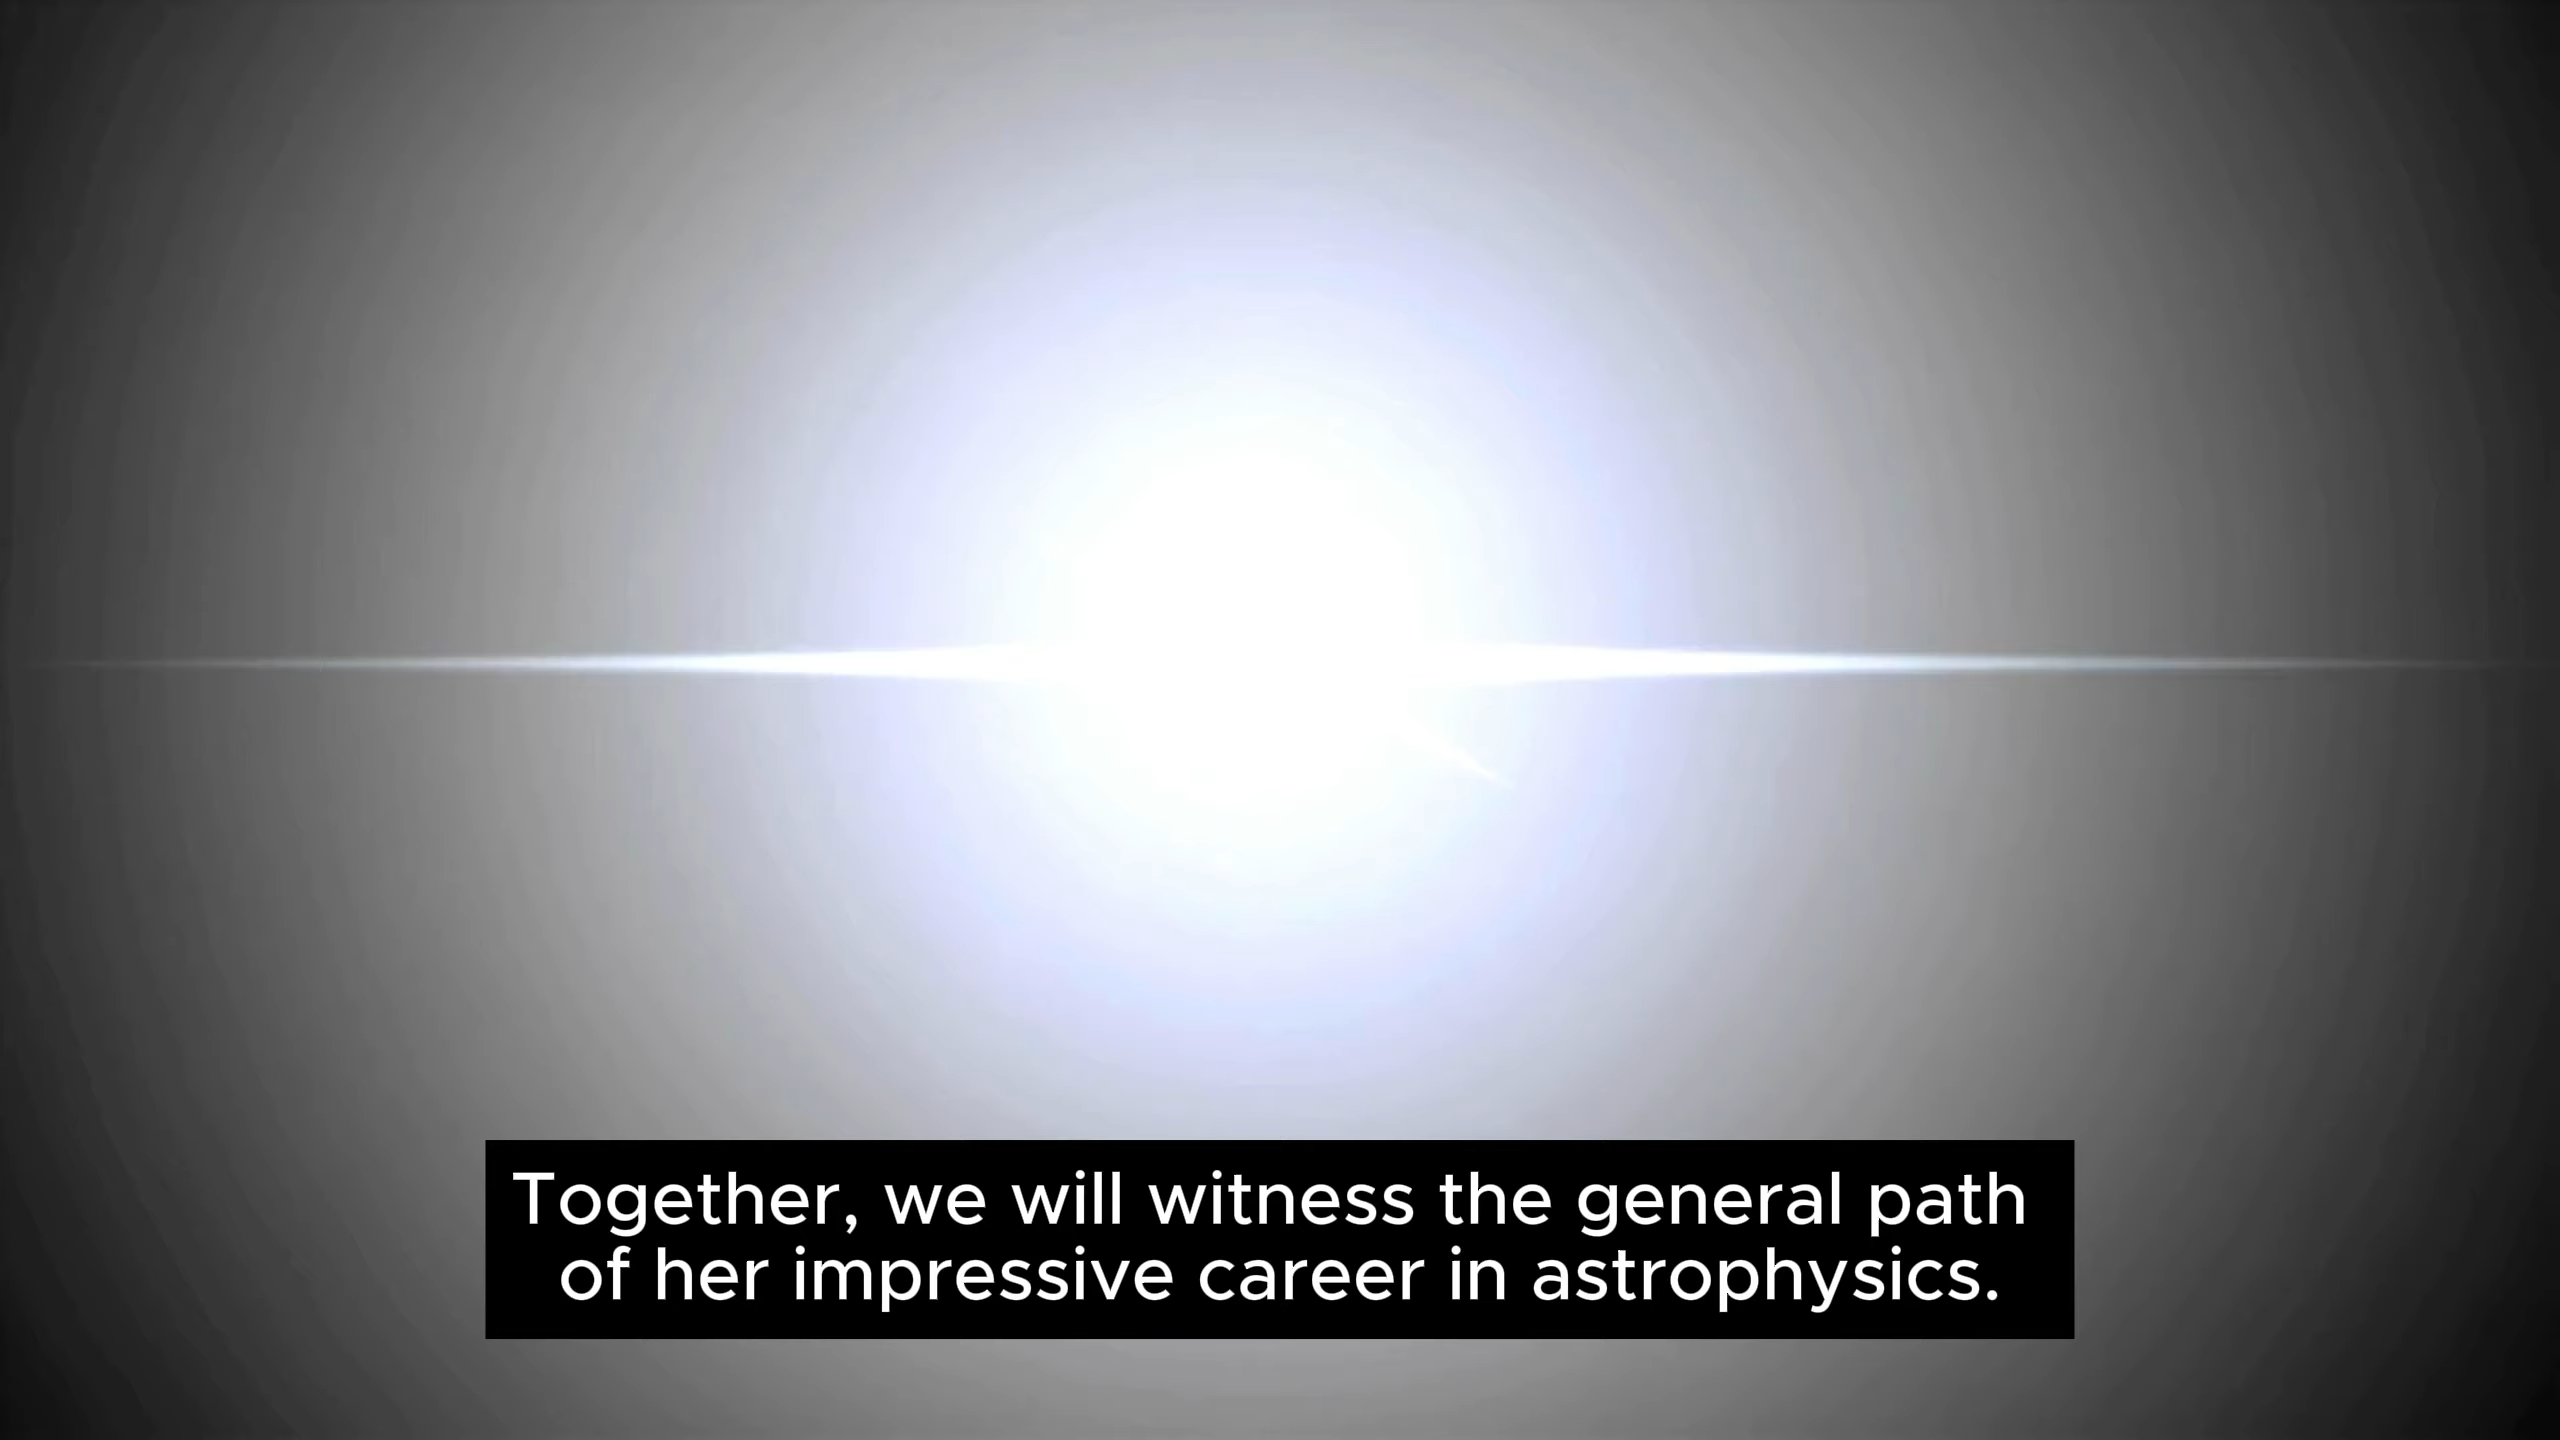 Together, we will witness the general path
of her impressive career in astrophysics.